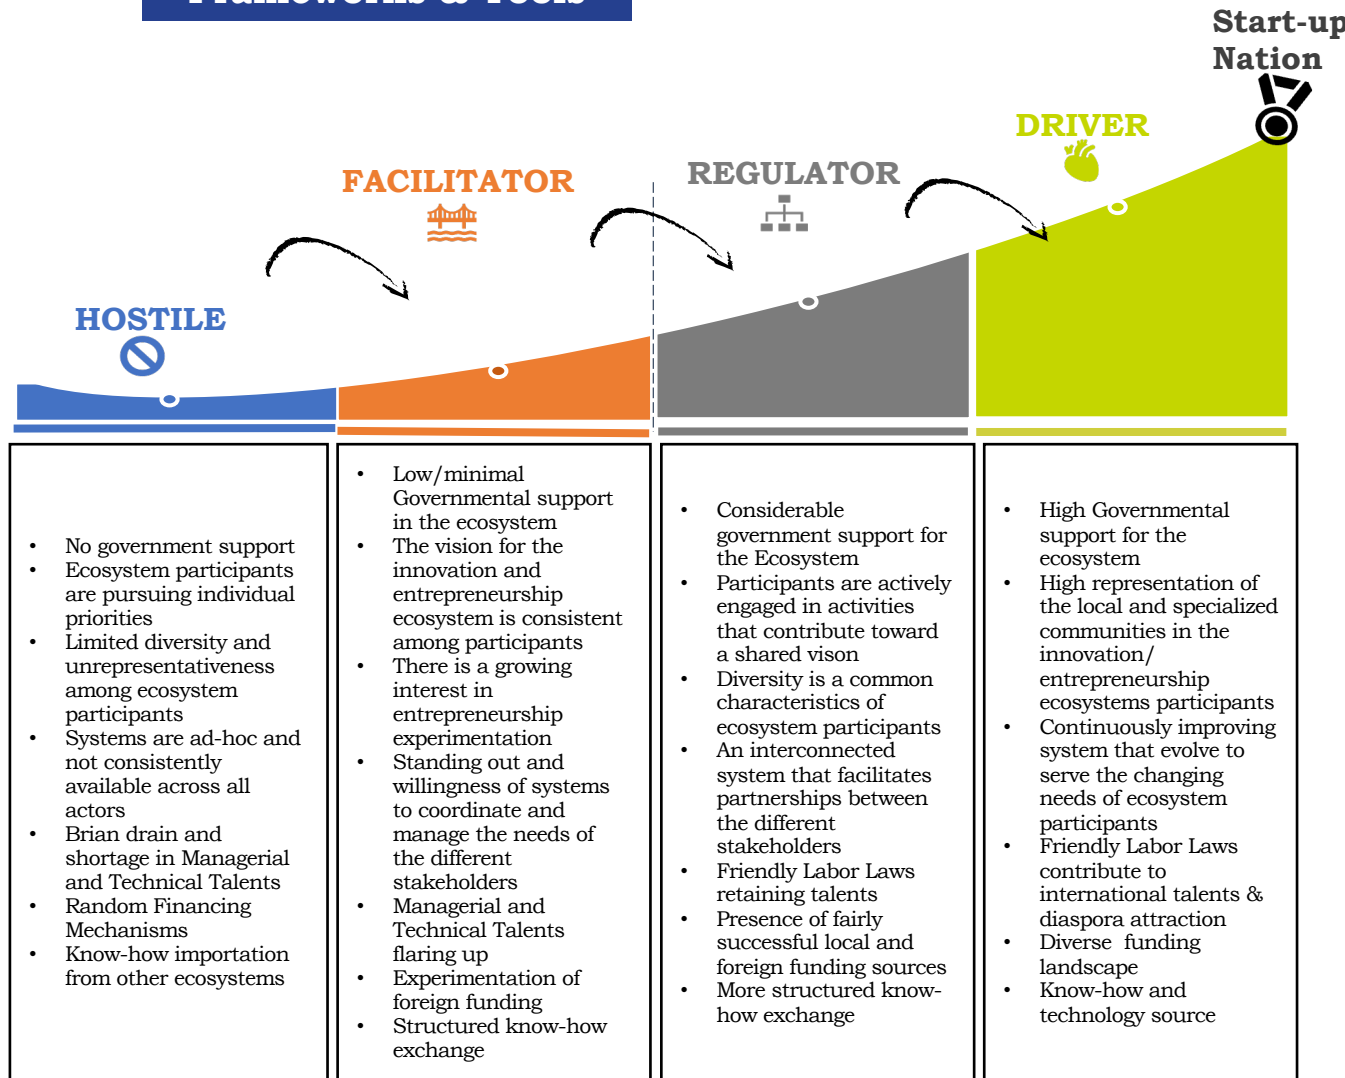 Frameworks & Tools
Start-up
Nation
DRIVER
REGULATOR
FACILITATOR
HOSTILE
• No government support
• Ecosystem participants
are pursuing individual
priorities
• Limited diversity and
unrepresentativeness
among ecosystem
participants
• Systems are ad-hoc and
not consistently
available across all
actors
• Brian drain and
shortage in Managerial
and Technical Talents
• Random Financing
Mechanisms
• Know-how importation
from other ecosystems
• Low/minimal
Governmental support
in the ecosystem
• The vision for the
innovation and
entrepreneurship
ecosystem is consistent
among participants
• There is a growing
interest in
entrepreneurship
experimentation
• Standing out and
willingness of systems
to coordinate and
manage the needs of
the different
stakeholders
• Managerial and
Technical Talents
flaring up
• Experimentation of
foreign funding
• Structured know-how
exchange
• Considerable
government support for
the Ecosystem
• Participants are actively
engaged in activities
that contribute toward
a shared vison
• Diversity is a common
characteristics of
ecosystem participants
• An interconnected
system that facilitates
partnerships between
the different
stakeholders
• Friendly Labor Laws
retaining talents
• Presence of fairly
successful local and
foreign funding sources
• More structured know-
how exchange
• High Governmental
support for the
ecosystem
• High representation of
the local and specialized
communities in the
innovation/
entrepreneurship
ecosystems participants
• Continuously improving
system that evolve to
serve the changing
needs of ecosystem
participants
• Friendly Labor Laws
contribute to
international talents &
diaspora attraction
• Diverse funding
landscape
• Know-how and
technology source